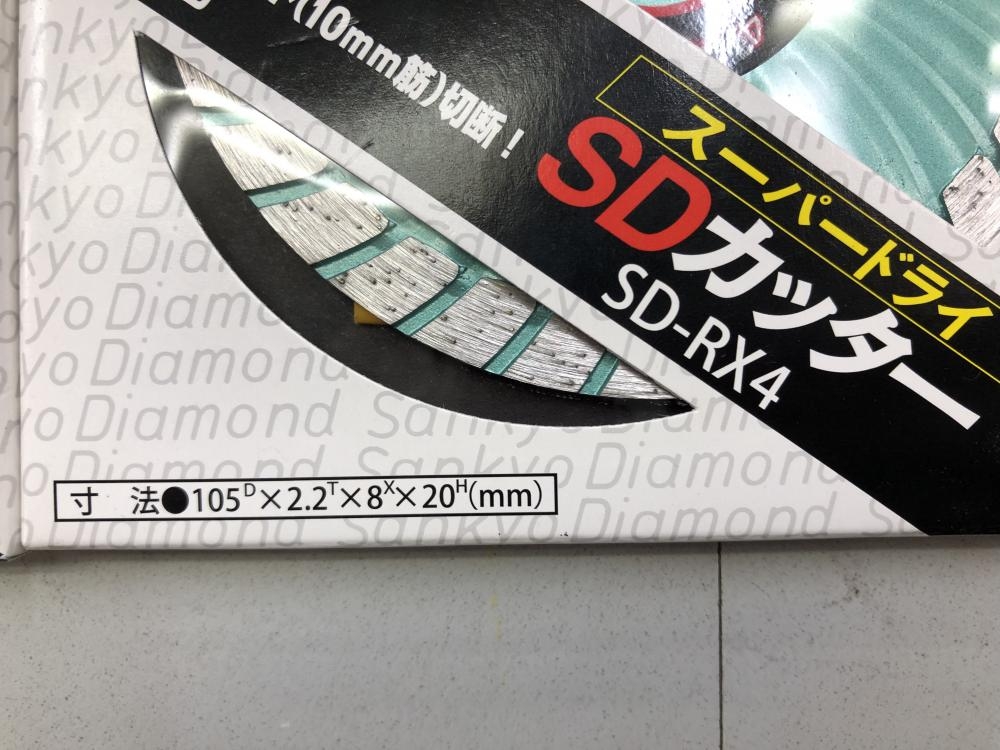 (10mm筋)切断!
スーパードライ
SDカッター
SD-RX4
寸 法●105ᴰ×2.2ᵀ×8ˣ×20ᴴ(mm)
Sankyo Diamond